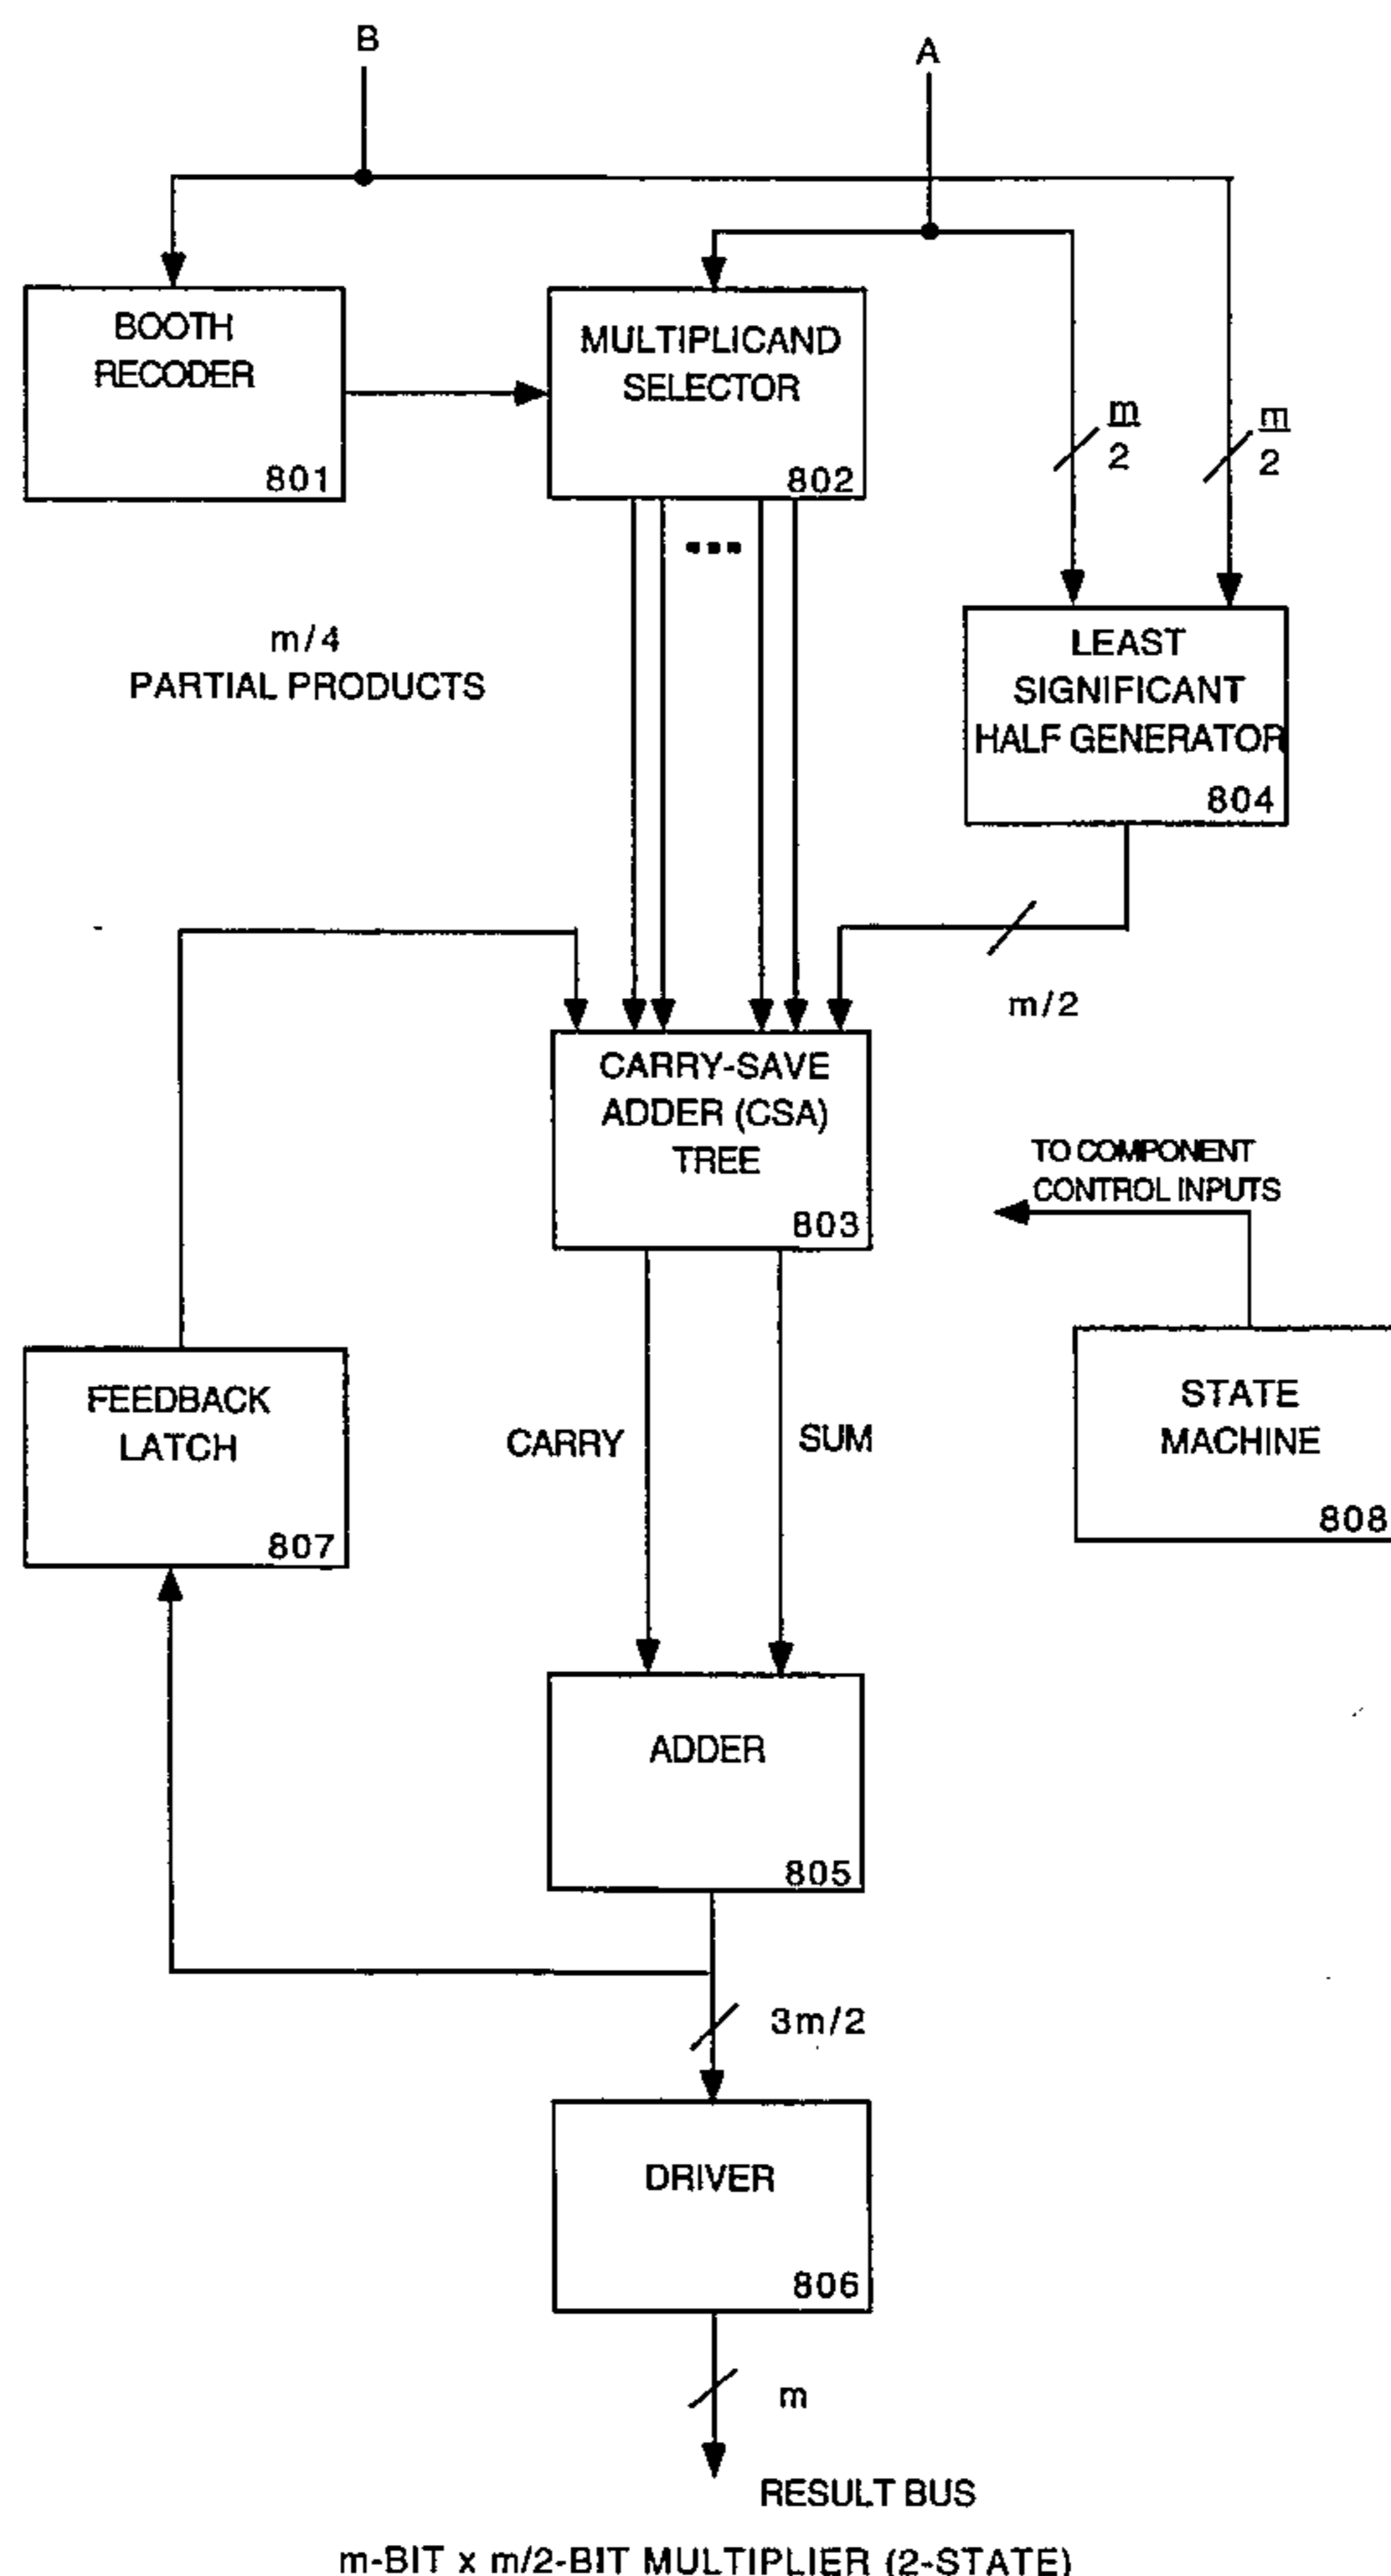 B
A
BOOTH
RECODER
801
MULTIPLICAND
SELECTOR
802
m
2
m
2
m/4
PARTIAL PRODUCTS
LEAST
SIGNIFICANT
HALF GENERATOR
804
m/2
CARRY-SAVE
ADDER (CSA)
TREE
803
TO COMPONENT
CONTROL INPUTS
FEEDBACK
LATCH
807
CARRY
SUM
STATE
MACHINE
808
ADDER
805
3m/2
DRIVER
806
m
RESULT BUS
m-BIT x m/2-BIT MULTIPLIER (2-STATE)